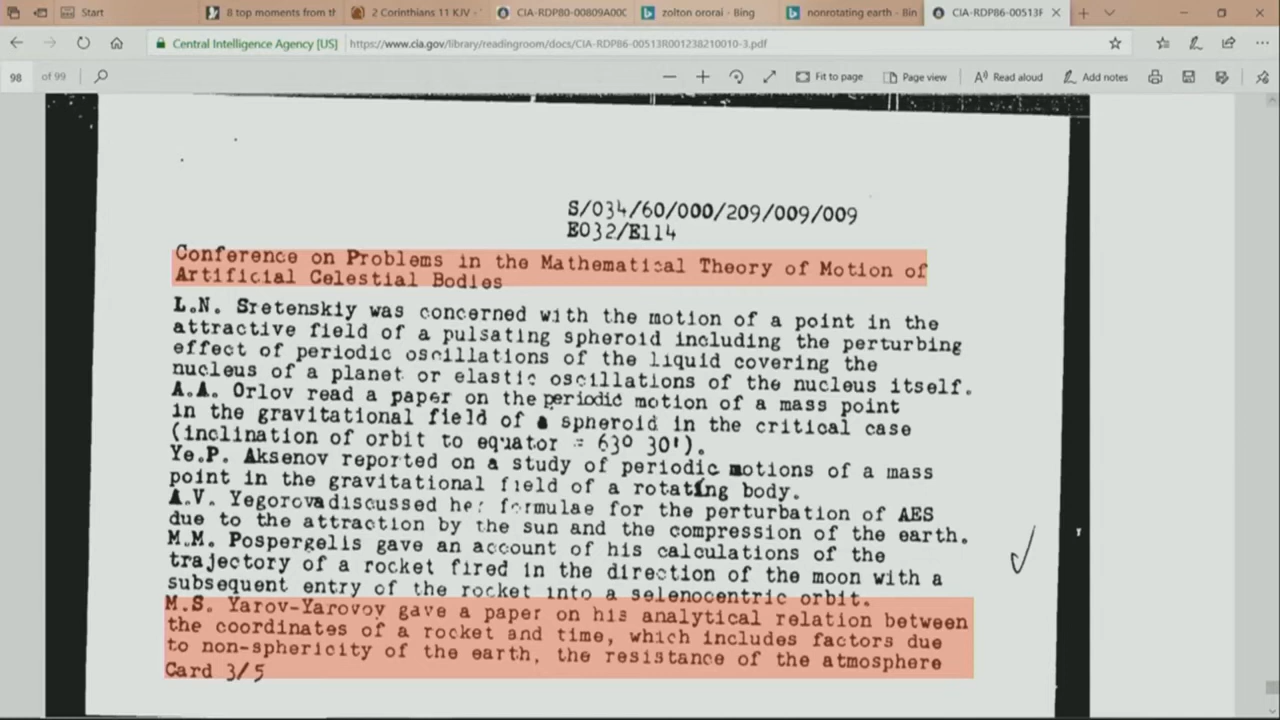 Start
8 top moments from th
2 Corinthians 11 KJV -
CIA-RDP80-00809A00C
zolton ororai - Bing
nonrotating earth - Bin
CIA-RDP86-00513F
Central Intelligence Agency [US]
https://www.cia.gov/library/readingroom/docs/CIA-RDP86-00513R001238210010-3.pdf
98 of 99
Fit to page
Page view
Read aloud
Add notes
S/034/60/000/209/009/009
E032/E114
Conference on Problems in the Mathematical Theory of Motion of
Artificial Celestial Bodies
L.N. Sretenskiy was concerned with the motion of a point in the
attractive field of a pulsating spheroid including the perturbing
effect of periodic oscillations of the liquid covering the
nucleus of a planet or elastic oscillations of the nucleus itself.
A.A. Orlov read a paper on the periodic motion of a mass point
in the gravitational field of a spheroid in the critical case
(inclination of orbit to equator = 63° 30').
Ye.P. Aksenov reported on a study of periodic motions of a mass
point in the gravitational field of a rotating body.
A.V. Yegorova discussed her formulae for the perturbation of AES
due to the attraction by the sun and the compression of the earth.
M.M. Pospergelis gave an account of his calculations of the
trajectory of a rocket fired in the direction of the moon with a
subsequent entry of the rocket into a selenocentric orbit.
M.S. Yarov-Yarovoy gave a paper on his analytical relation between
the coordinates of a rocket and time, which includes factors due
to non-sphericity of the earth, the resistance of the atmosphere
Card 3/5